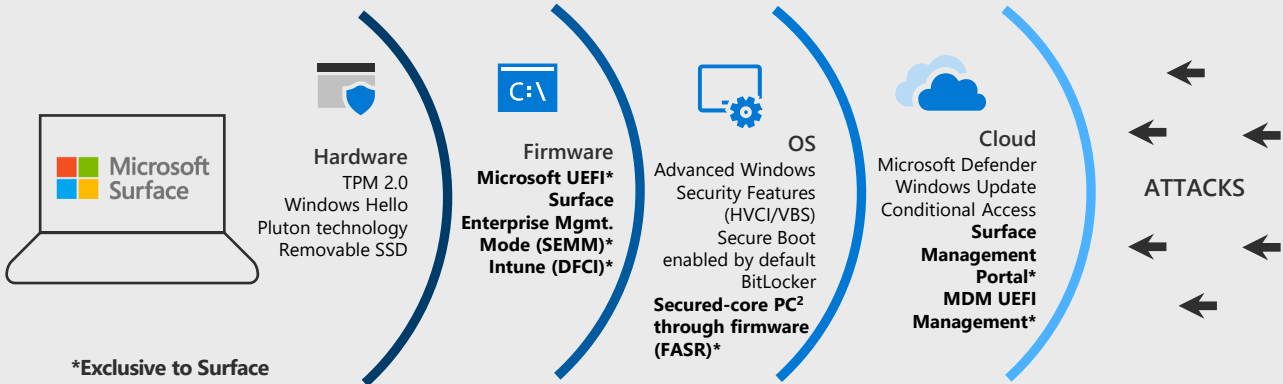 Microsoft
Surface
Hardware
TPM 2.0
Windows Hello
Pluton technology
Removable SSD
C:\
Firmware
Microsoft UEFI*
Surface
Enterprise Mgmt.
Mode (SEMM)*
Intune (DFCI)*
OS
Advanced Windows
Security Features
(HVCI/VBS)
Secure Boot
enabled by default
BitLocker
Secured-core PC²
through firmware
(FASR)*
Cloud
Microsoft Defender
Windows Update
Conditional Access
Surface
Management
Portal*
MDM UEFI
Management*
ATTACKS
*Exclusive to Surface